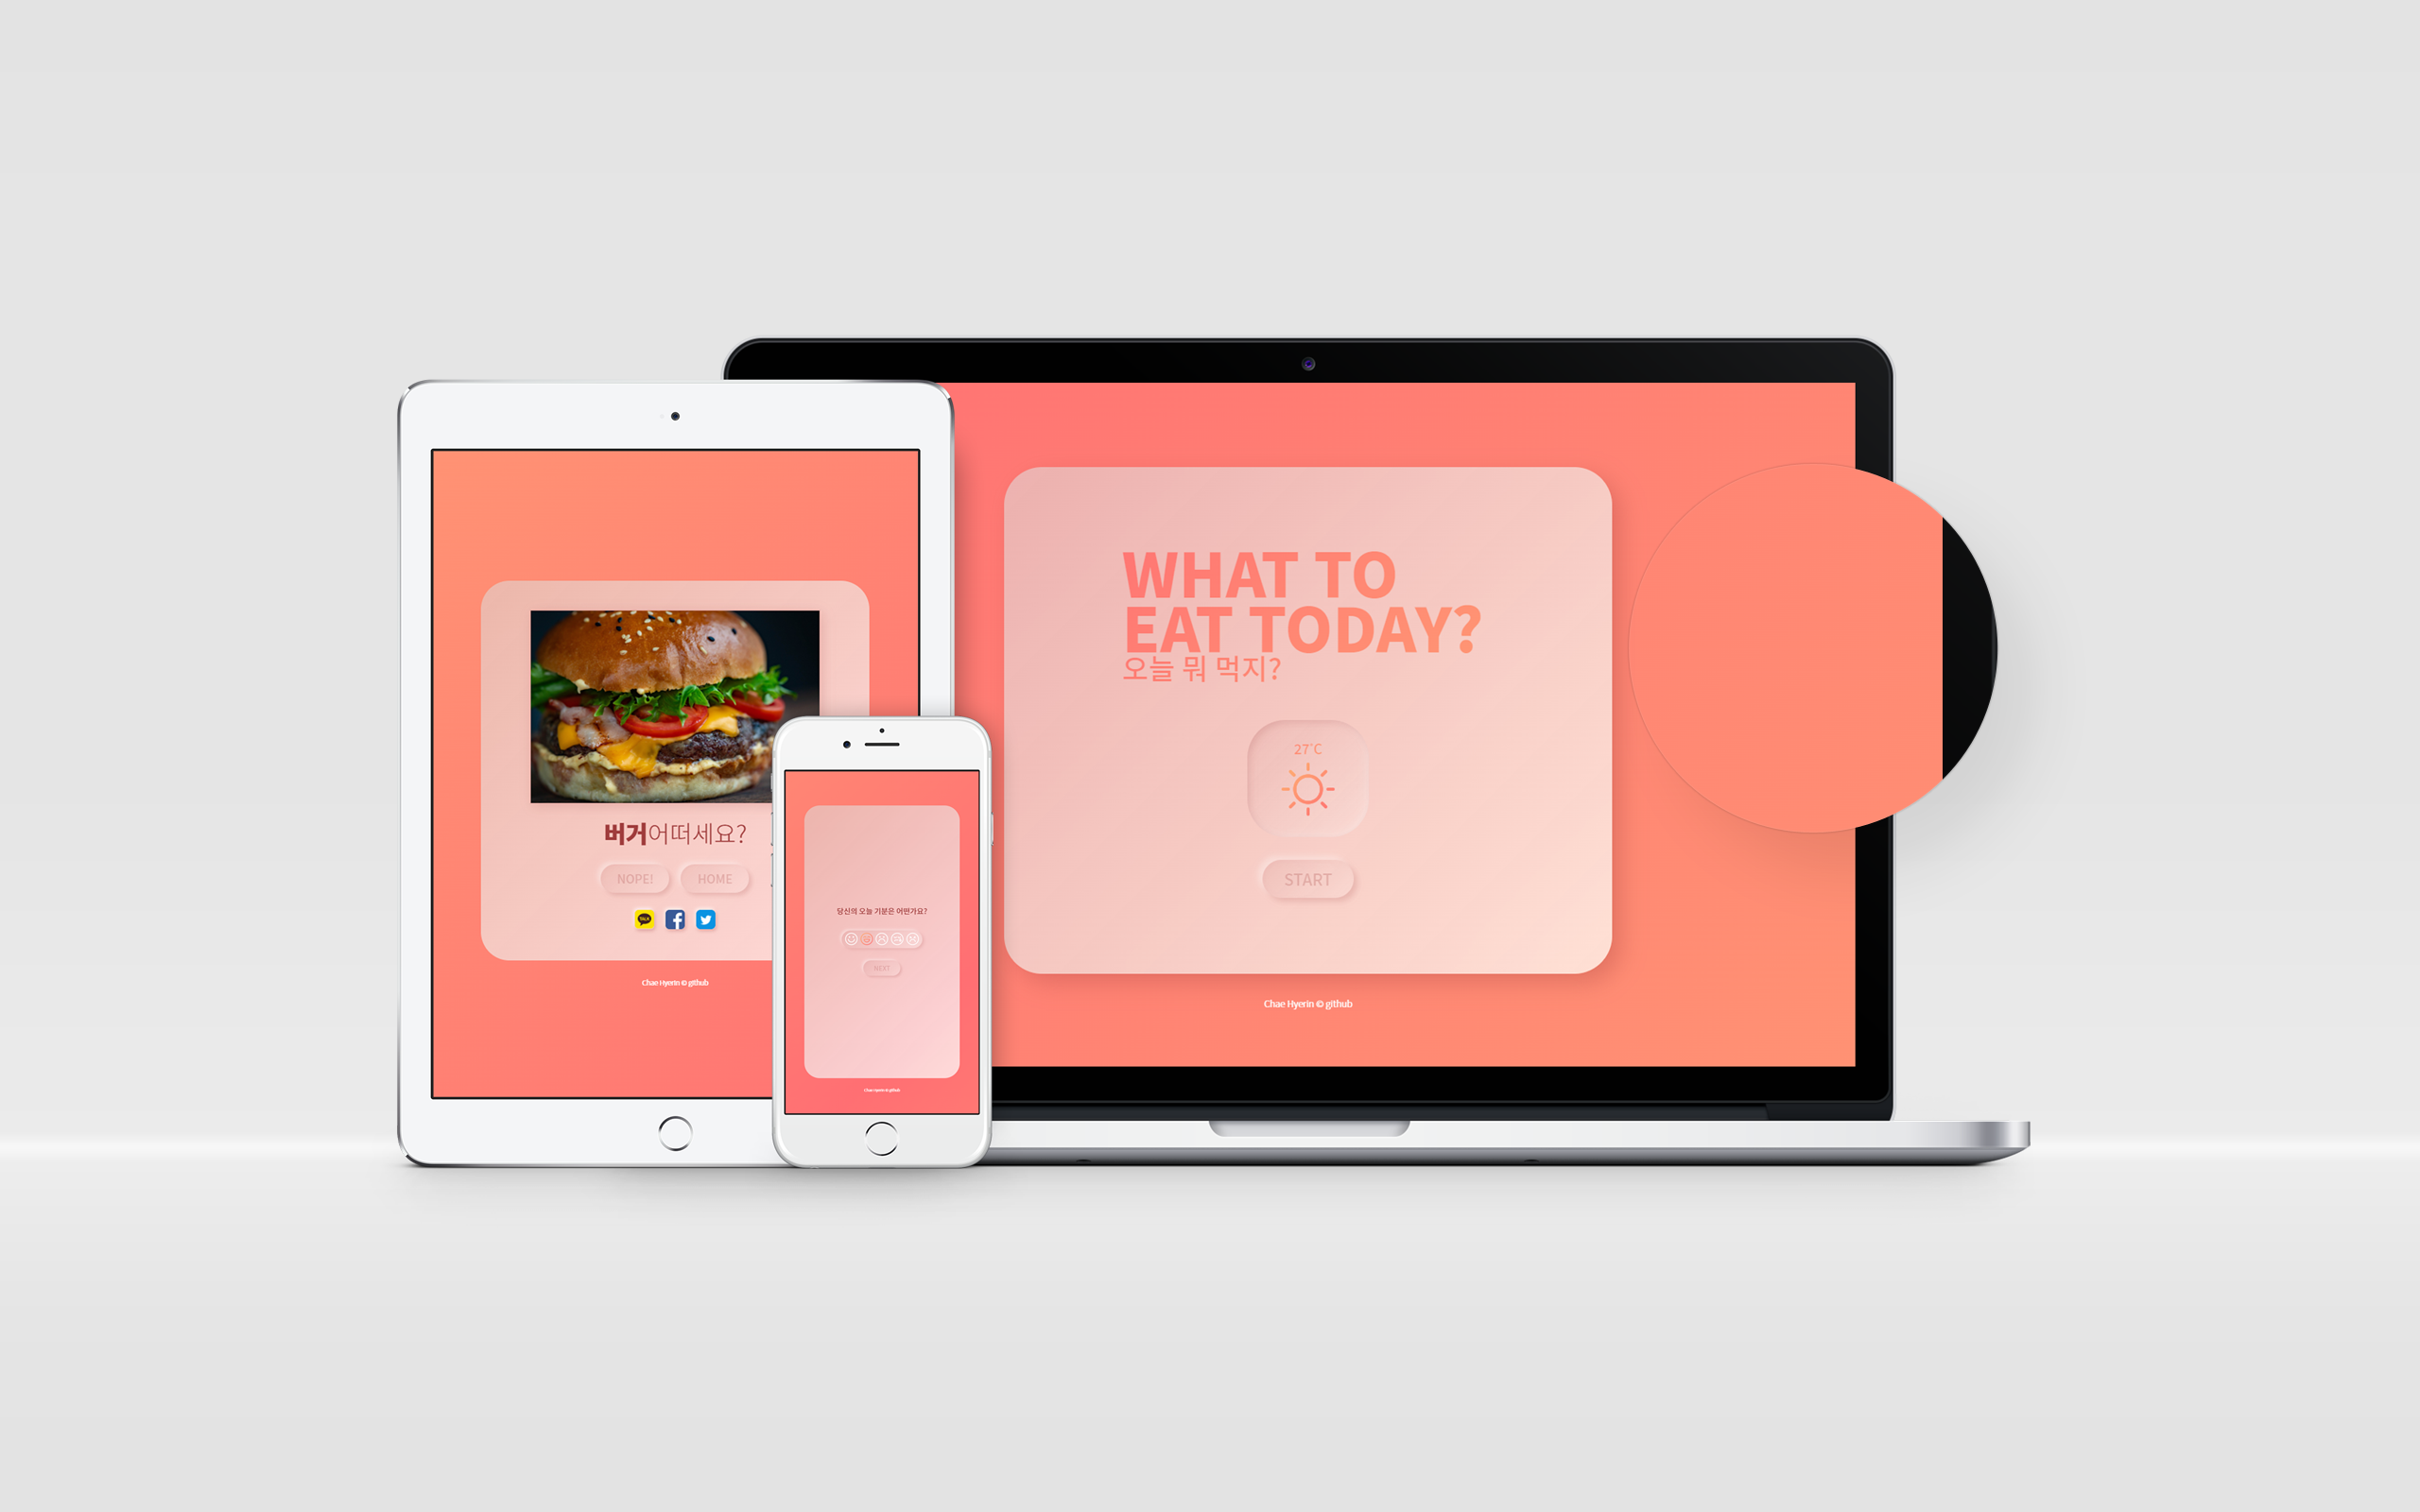 WHAT TO
EAT TODAY?
오늘 뭐 먹지?
27°C
START
Chae Hyerin © github
버거어떠세요?
NOPE!
HOME
TALK
Chae Hyerin © github
당신의 오늘 기분은 어떤가요?
NEXT
Chae Hyerin © github